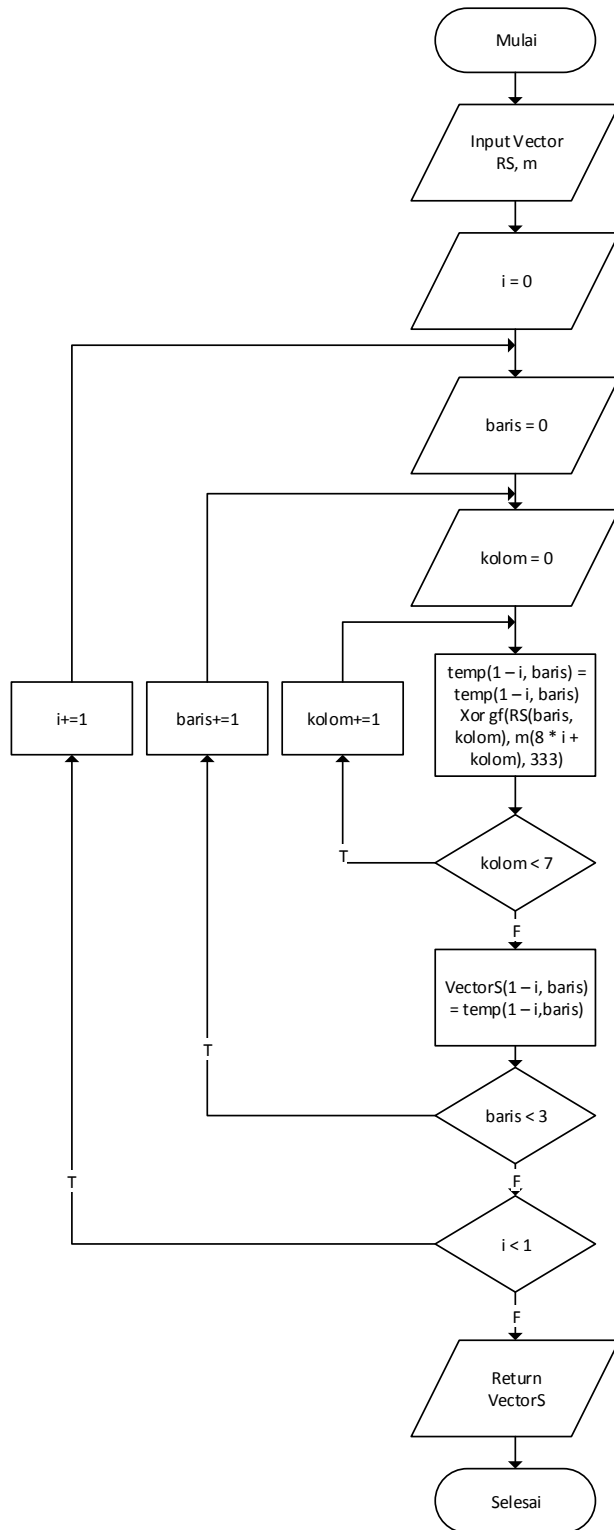 Mulai
Input Vector
RS, m
i = 0
baris = 0
kolom = 0
i+=1
baris+=1
kolom+=1
temp(1 – i, baris) =
temp(1 – i, baris)
Xor gf(RS(baris,
kolom), m(8 * i +
kolom), 333)
kolom < 7
T
F
VectorS(1 – i, baris)
= temp(1 – i,baris)
T
baris < 3
F
T
i < 1
F
Return
VectorS
Selesai